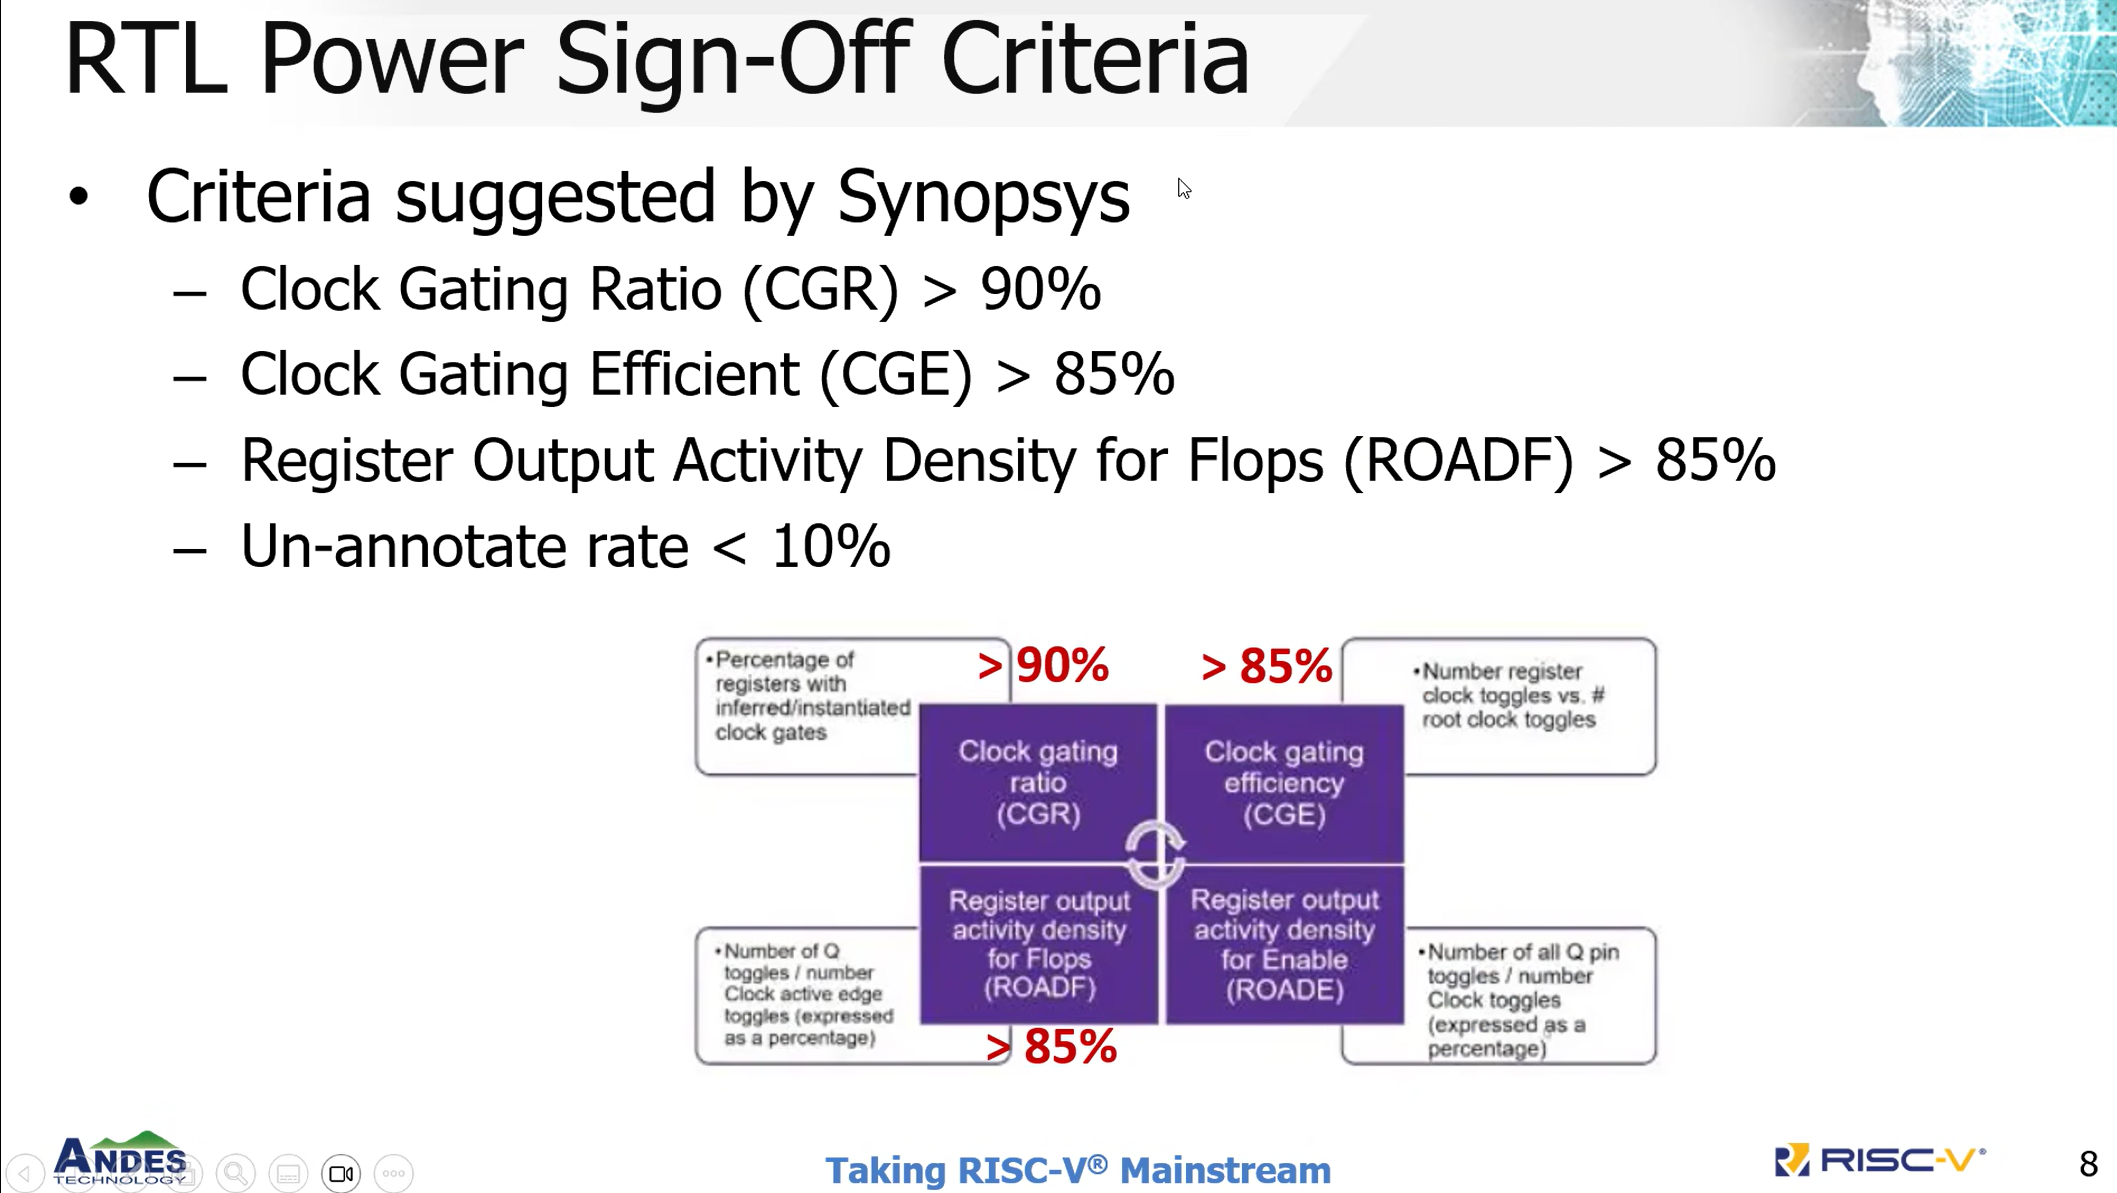 RTL Power Sign-Off Criteria
• Criteria suggested by Synopsys
– Clock Gating Ratio (CGR) > 90%
– Clock Gating Efficient (CGE) > 85%
– Register Output Activity Density for Flops (ROADF) > 85%
– Un-annotate rate < 10%
•Percentage of
registers with
inferred/instantiated
clock gates
> 90%
> 85%
•Number register
clock toggles vs. #
root clock toggles
Clock gating
ratio
(CGR)
Clock gating
efficiency
(CGE)
•Number of Q
toggles / number
Clock active edge
toggles (expressed
as a percentage)
Register output
activity density
for Flops
(ROADF)
Register output
activity density
for Enable
(ROADE)
•Number of all Q pin
toggles / number
Clock toggles
(expressed as a
percentage)
> 85%
ANDES
TECHNOLOGY
Taking RISC-V® Mainstream
RISC-V®
8